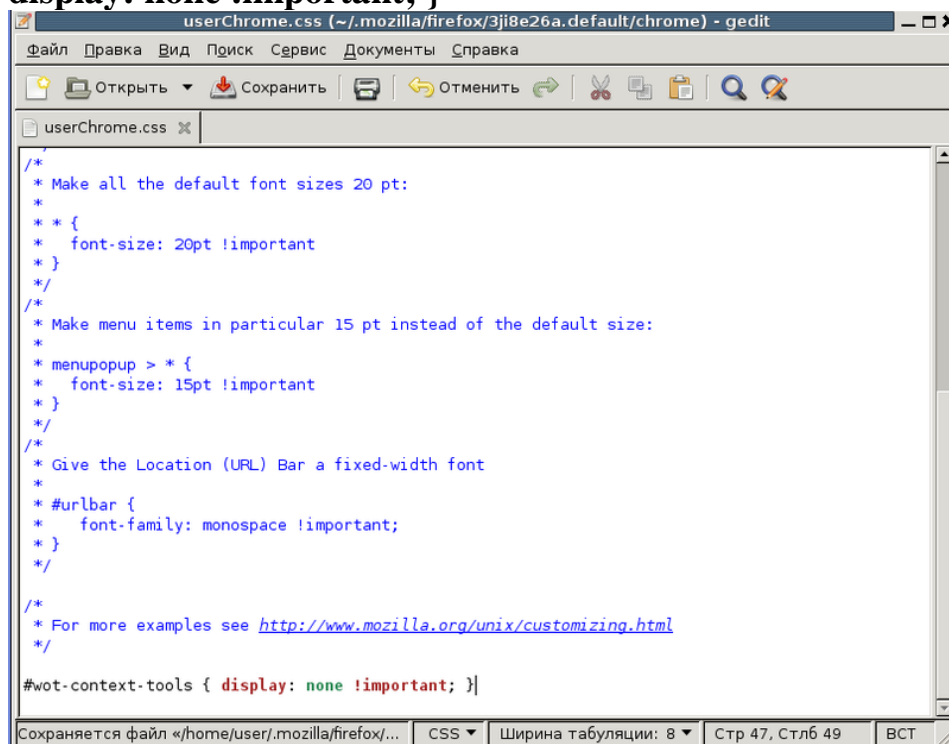 display: none !important; }
userChrome.css (~/.mozilla/firefox/3ji8e26a.default/chrome) - gedit
Файл Правка Вид Поиск Сервис Документы Справка
Открыть Сохранить Отменить
userChrome.css
/*
* Make all the default font sizes 20 pt:
*
* * {
*   font-size: 20pt !important
* }
*/
/*
* Make menu items in particular 15 pt instead of the default size:
*
* menupopup > * {
*   font-size: 15pt !important
* }
*/
/*
* Give the Location (URL) Bar a fixed-width font
*
* #urlbar {
*    font-family: monospace !important;
* }
*/
/*
* For more examples see http://www.mozilla.org/unix/customizing.html
*/
#wot-context-tools { display: none !important; }
Сохраняется файл «/home/user/.mozilla/firefox/... CSS Ширина табуляции: 8 Стр 47, Стлб 49 ВСТ